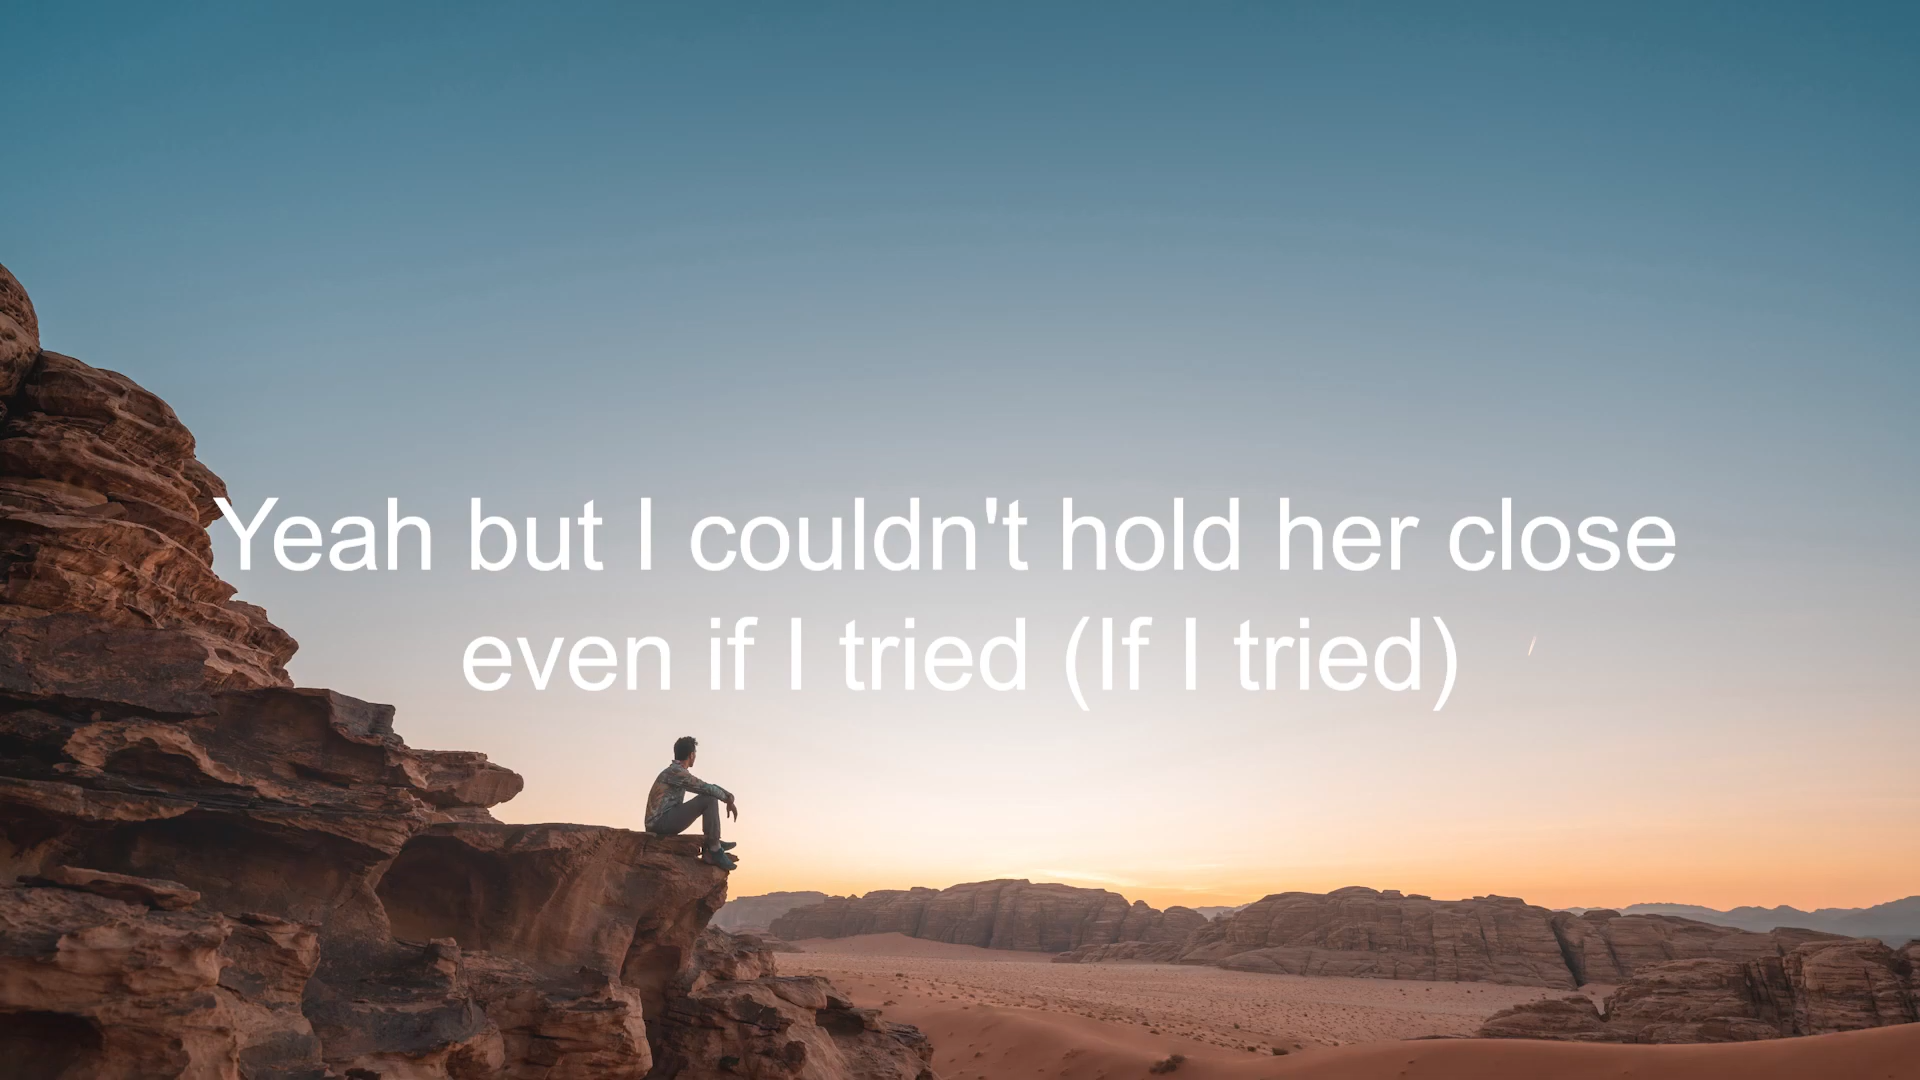 Yeah but I couldn't hold her close
even if I tried (If I tried)